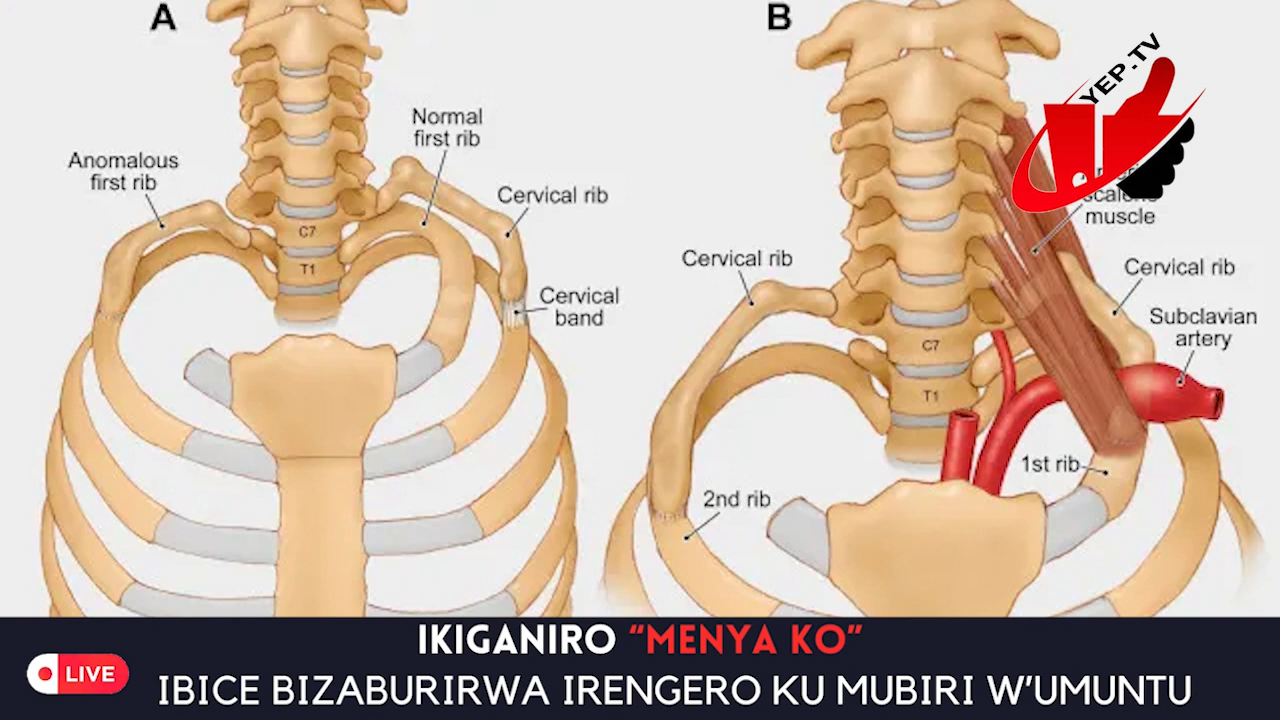 A
Normal
first rib
Anomalous
first rib
Cervical rib
C7
T1
Cervical
band
B
YEP.TV
scalene
muscle
Cervical rib
Cervical rib
Subclavian
artery
C7
T1
1st rib
2nd rib
IKIGANIRO “MENYA KO”
LIVE
IBICE BIZABURIRWA IRENGERO KU MUBIRI W’UMUNTU